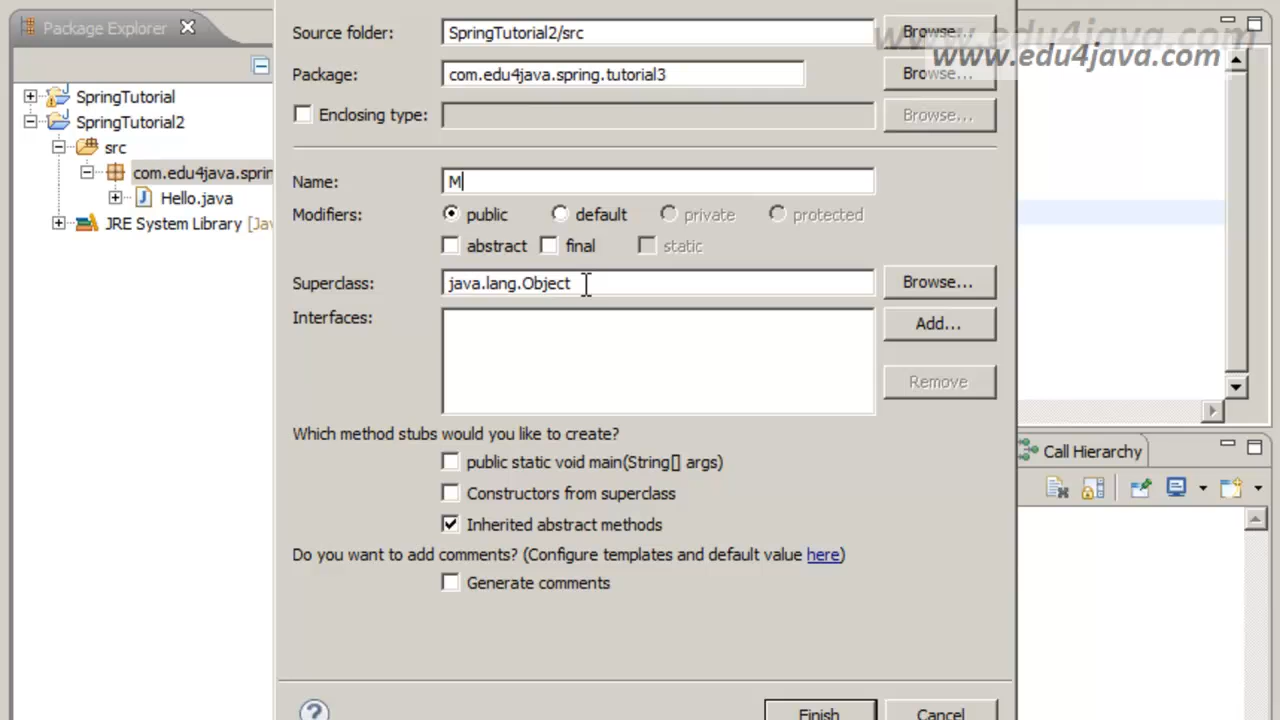 Package Explorer
SpringTutorial
SpringTutorial2
src
com.edu4java.sprin
Hello.java
JRE System Library [Jav
Source folder: SpringTutorial2/src Browse...
Package: com.edu4java.spring.tutorial3 Browse...
Enclosing type: Browse...
Name: M
Modifiers: public default private protected
abstract final static
Superclass: java.lang.Object Browse...
Interfaces: Add...
Remove
Which method stubs would you like to create?
public static void main(String[] args)
Constructors from superclass
Inherited abstract methods
Do you want to add comments? (Configure templates and default value here)
Generate comments
? Finish Cancel
www.edu4java.com
www.edu4java.com
Call Hierarchy